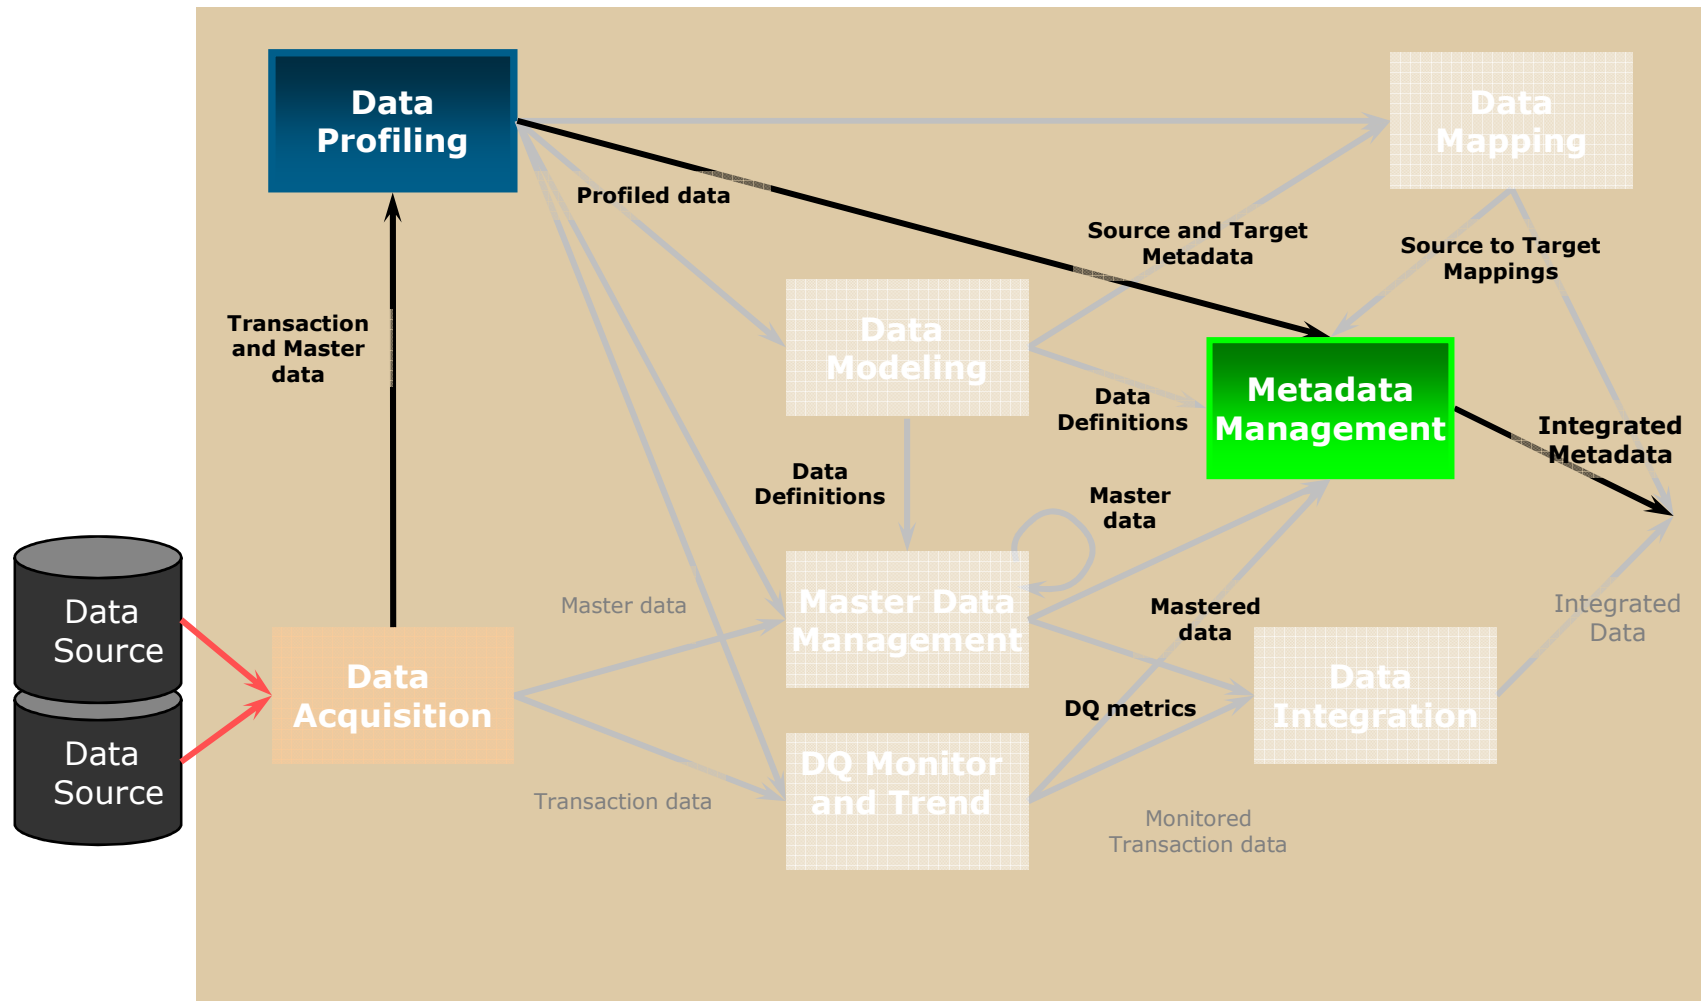 Data
Profiling
Data
Mapping
Profiled data
Source and Target
Metadata
Source to Target
Mappings
Transaction
and Master
data
Data
Modeling
Data
Definitions
Metadata
Management
Integrated
Metadata
Data
Definitions
Master
data
Data
Source
Master data
Master Data
Management
Mastered
data
Integrated
Data
Data
Acquisition
Data
Integration
DQ metrics
Data
Source
DQ Monitor
and Trend
Transaction data
Monitored
Transaction data